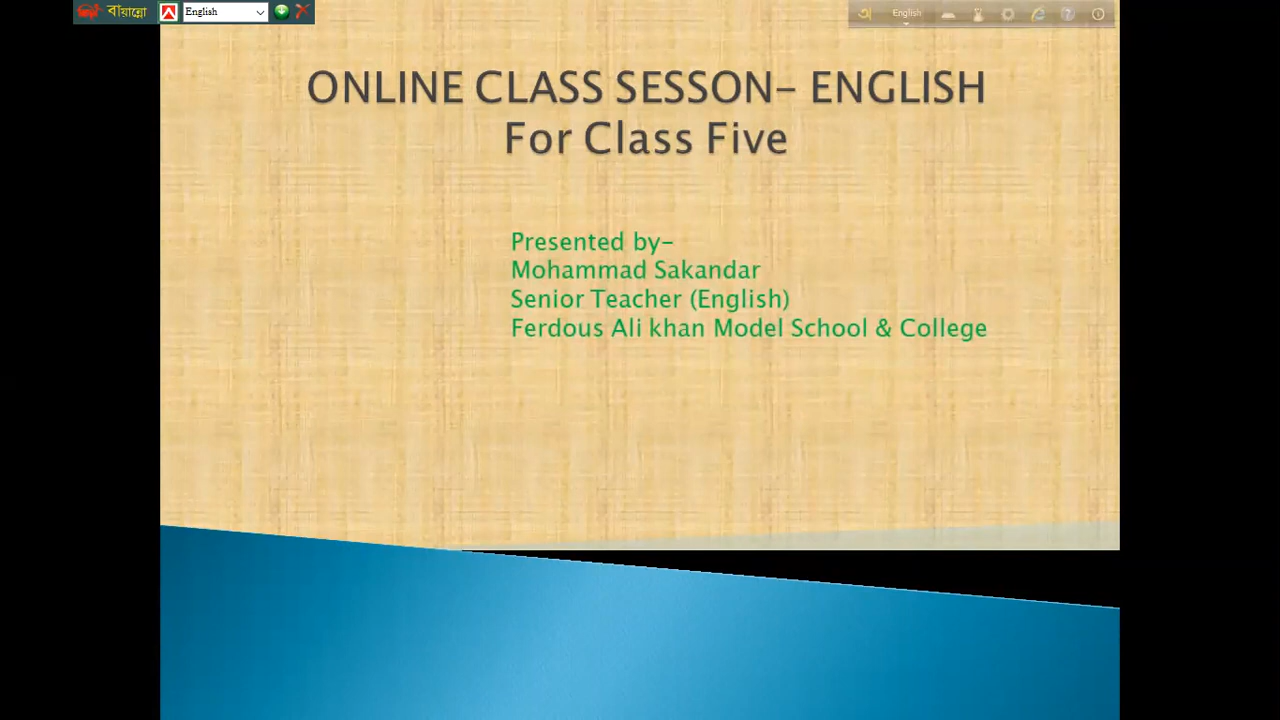 বায়ান্নো English English
ONLINE CLASS SESSON- ENGLISH
For Class Five
Presented by-
Mohammad Sakandar
Senior Teacher (English)
Ferdous Ali khan Model School & College